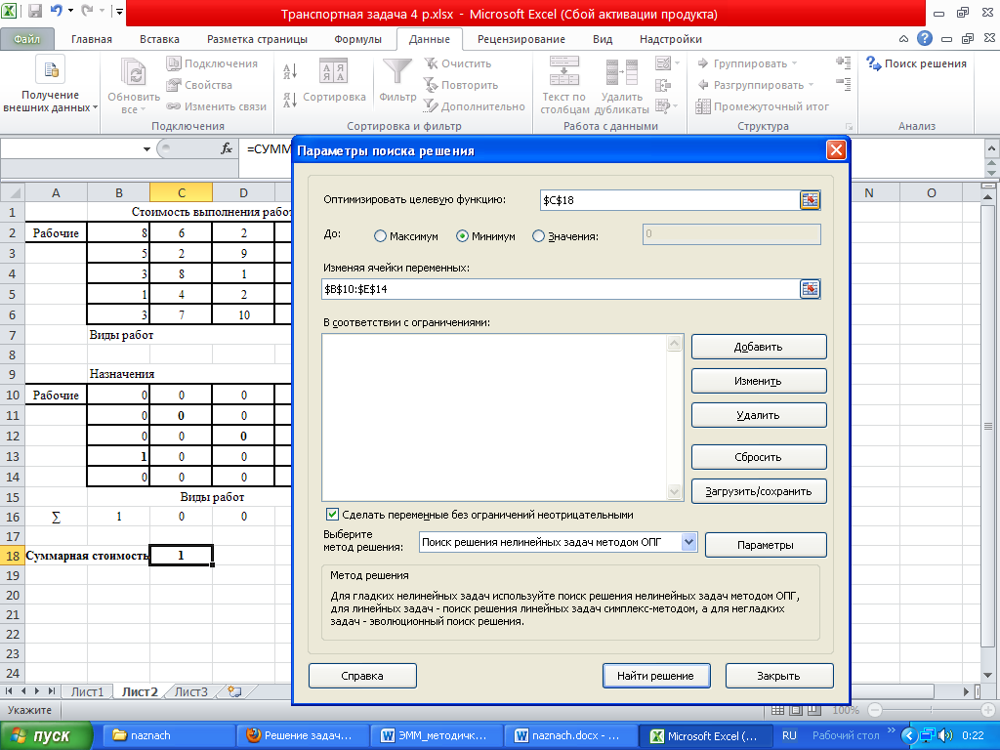 Транспортная задача 4 р.xlsx - Microsoft Excel (Сбой активации продукта)
Файл Главная Вставка Разметка страницы Формулы Данные Рецензирование Вид Надстройки
Получение внешних данных
Обновить все
Подключения
Свойства
Изменить связи
Подключения
Сортировка
Фильтр
Очистить
Повторить
Дополнительно
Сортировка и фильтр
Текст по столбцам
Удалить дубликаты
Работа с данными
Группировать
Разгруппировать
Промежуточный итог
Структура
Поиск решения
Анализ
fx =СУММ
A B C D N O
1 Стоимость выполнения работ
2 Рабочие 8 6 2
3 5 2 9
4 3 8 1
5 1 4 2
6 3 7 10
7 Виды работ
8
9 Назначения
10 Рабочие 0 0 0
11 0 0 0
12 0 0 0
13 1 0 0
14 0 0 0
15 Виды работ
16 ∑ 1 0 0
17
18 Суммарная стоимость 1
19
20
21
22
23
24
Параметры поиска решения
Оптимизировать целевую функцию: $C$18
До: Максимум Минимум Значения: 0
Изменяя ячейки переменных:
$B$10:$E$14
В соответствии с ограничениями:
Добавить
Изменить
Удалить
Сбросить
Загрузить/сохранить
Сделать переменные без ограничений неотрицательными
Выберите метод решения: Поиск решения нелинейных задач методом ОПГ Параметры
Метод решения
Для гладких нелинейных задач используйте поиск решения нелинейных задач методом ОПГ,
для линейных задач - поиск решения линейных задач симплекс-методом, а для негладких
задач - эволюционный поиск решения.
Справка Найти решение Закрыть
Лист1 Лист2 Лист3
Укажите 100%
пуск naznach Решение задач... ЭММ_методичк... naznach.docx - ... Microsoft Excel (... RU Рабочий стол » 0:22